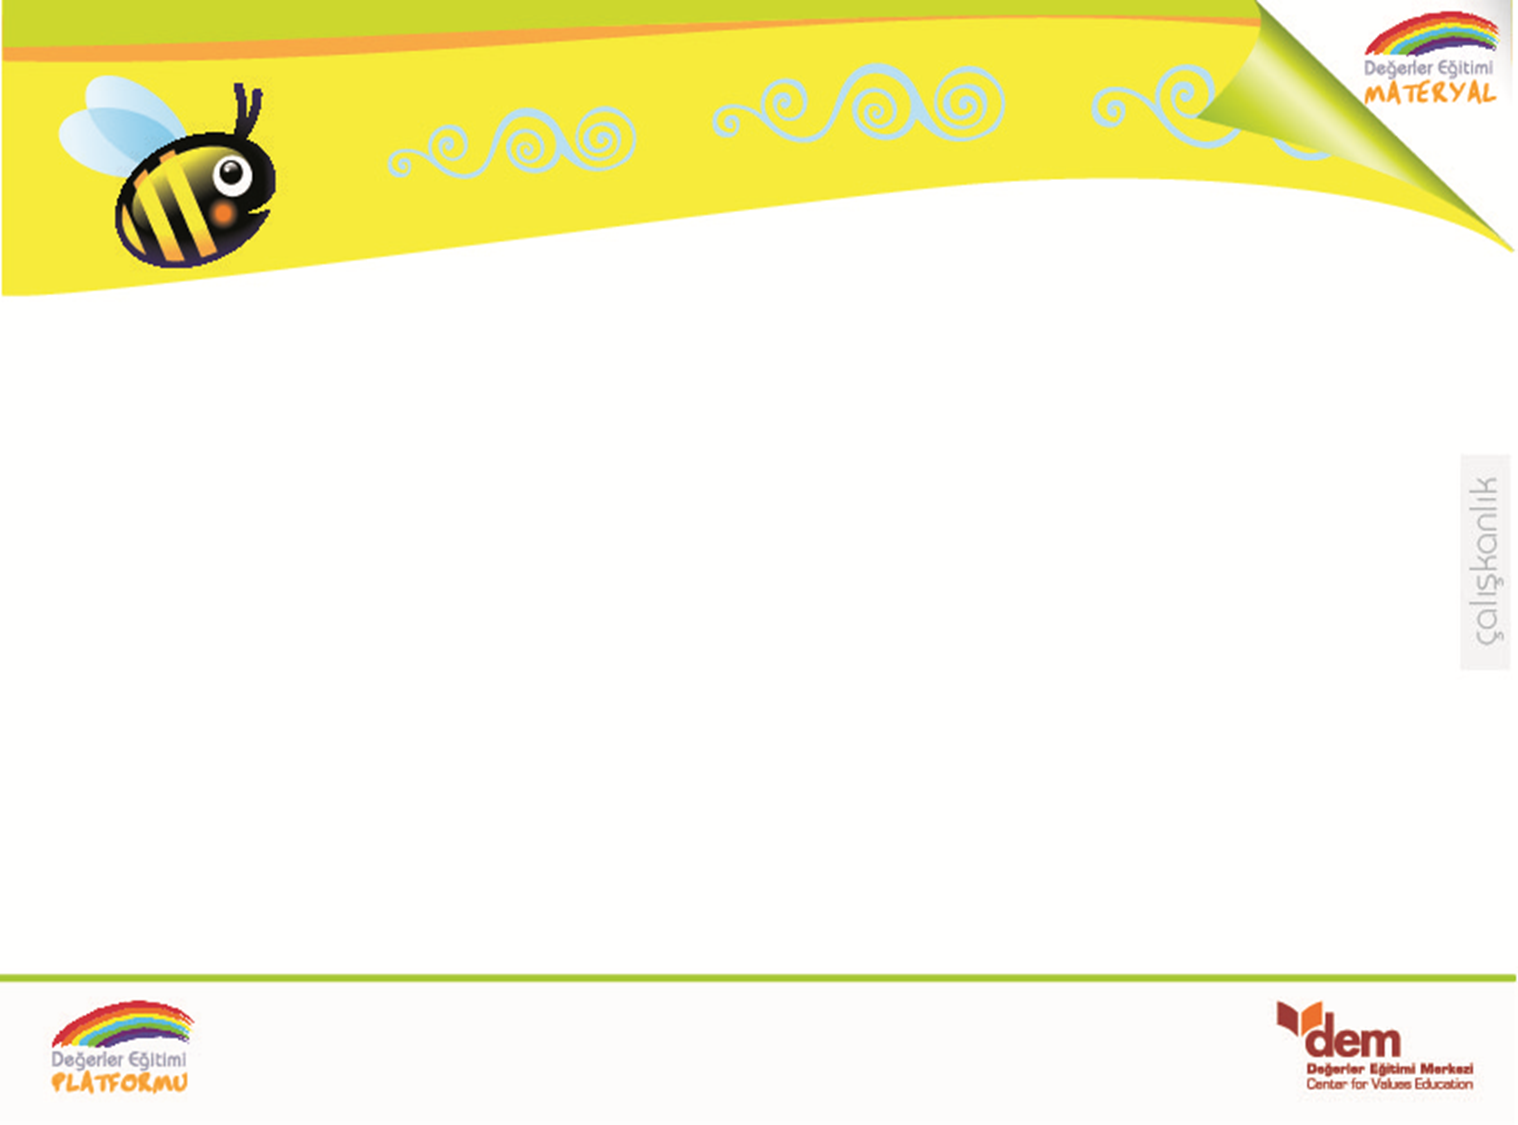 Değerler Eğitimi
MATERYAL
çalışkanlık
Değerler Eğitimi
PLATFORMU
dem
Değerler Eğitimi Merkezi
Center for Values Education